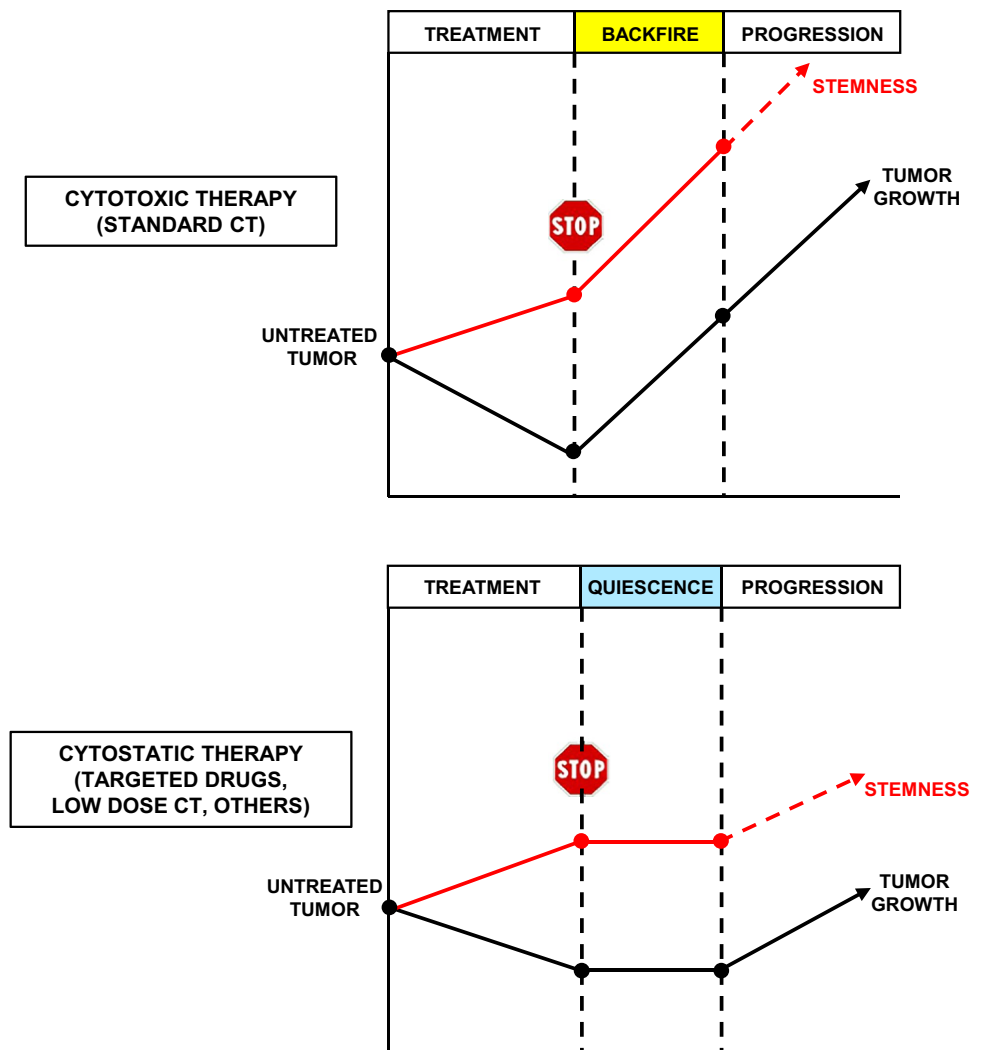 TREATMENT BACKFIRE PROGRESSION
STEMNESS
CYTOTOXIC THERAPY
(STANDARD CT)
TUMOR
GROWTH
STOP
UNTREATED
TUMOR
TREATMENT QUIESCENCE PROGRESSION
CYTOSTATIC THERAPY
(TARGETED DRUGS,
LOW DOSE CT, OTHERS)
STOP
STEMNESS
UNTREATED
TUMOR
TUMOR
GROWTH